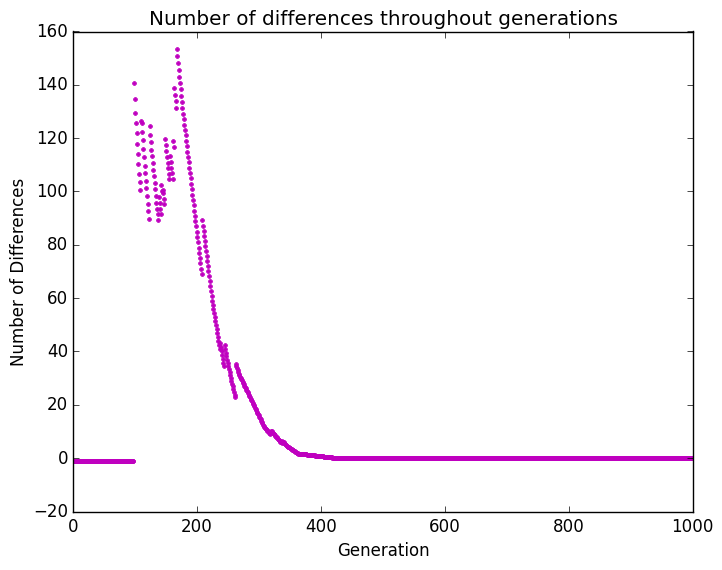 Number of differences throughout generations
160
140
120
100
80
60
40
20
0
−20
Number of Differences
0 200 400 600 800 1000
Generation